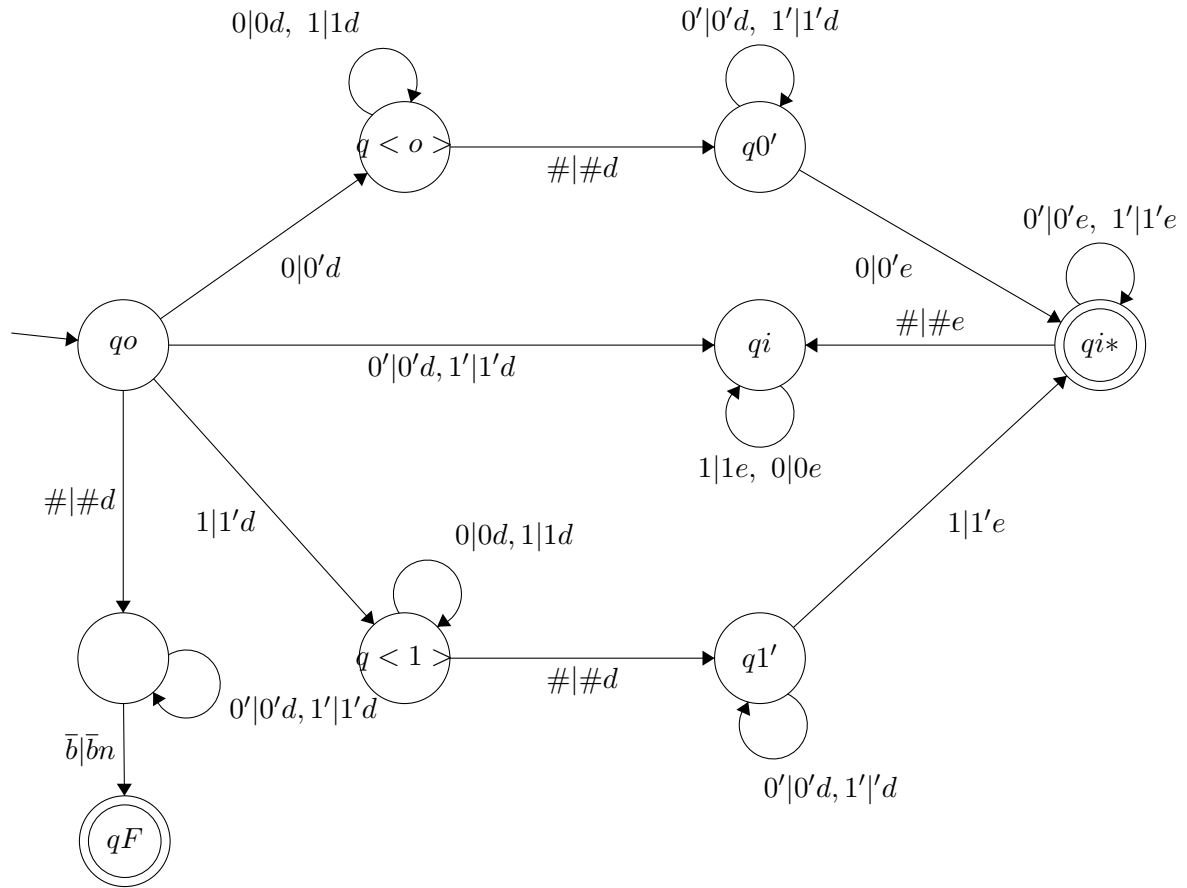 0|0d, 1|1d
0′|0′d, 1′|1′d
q < o >
#|#d
q0′
0′|0′e, 1′|1′e
0|0′d
0|0′e
qo
0′|0′d, 1′|1′d
qi
#|#e
qi∗
1|1e, 0|0e
#|#d
1|1′d
0|0d, 1|1d
1|1′e
q < 1 >
#|#d
q1′
0′|0′d, 1′|1′d
b̅|b̅n
0′|0′d, 1′|′d
qF